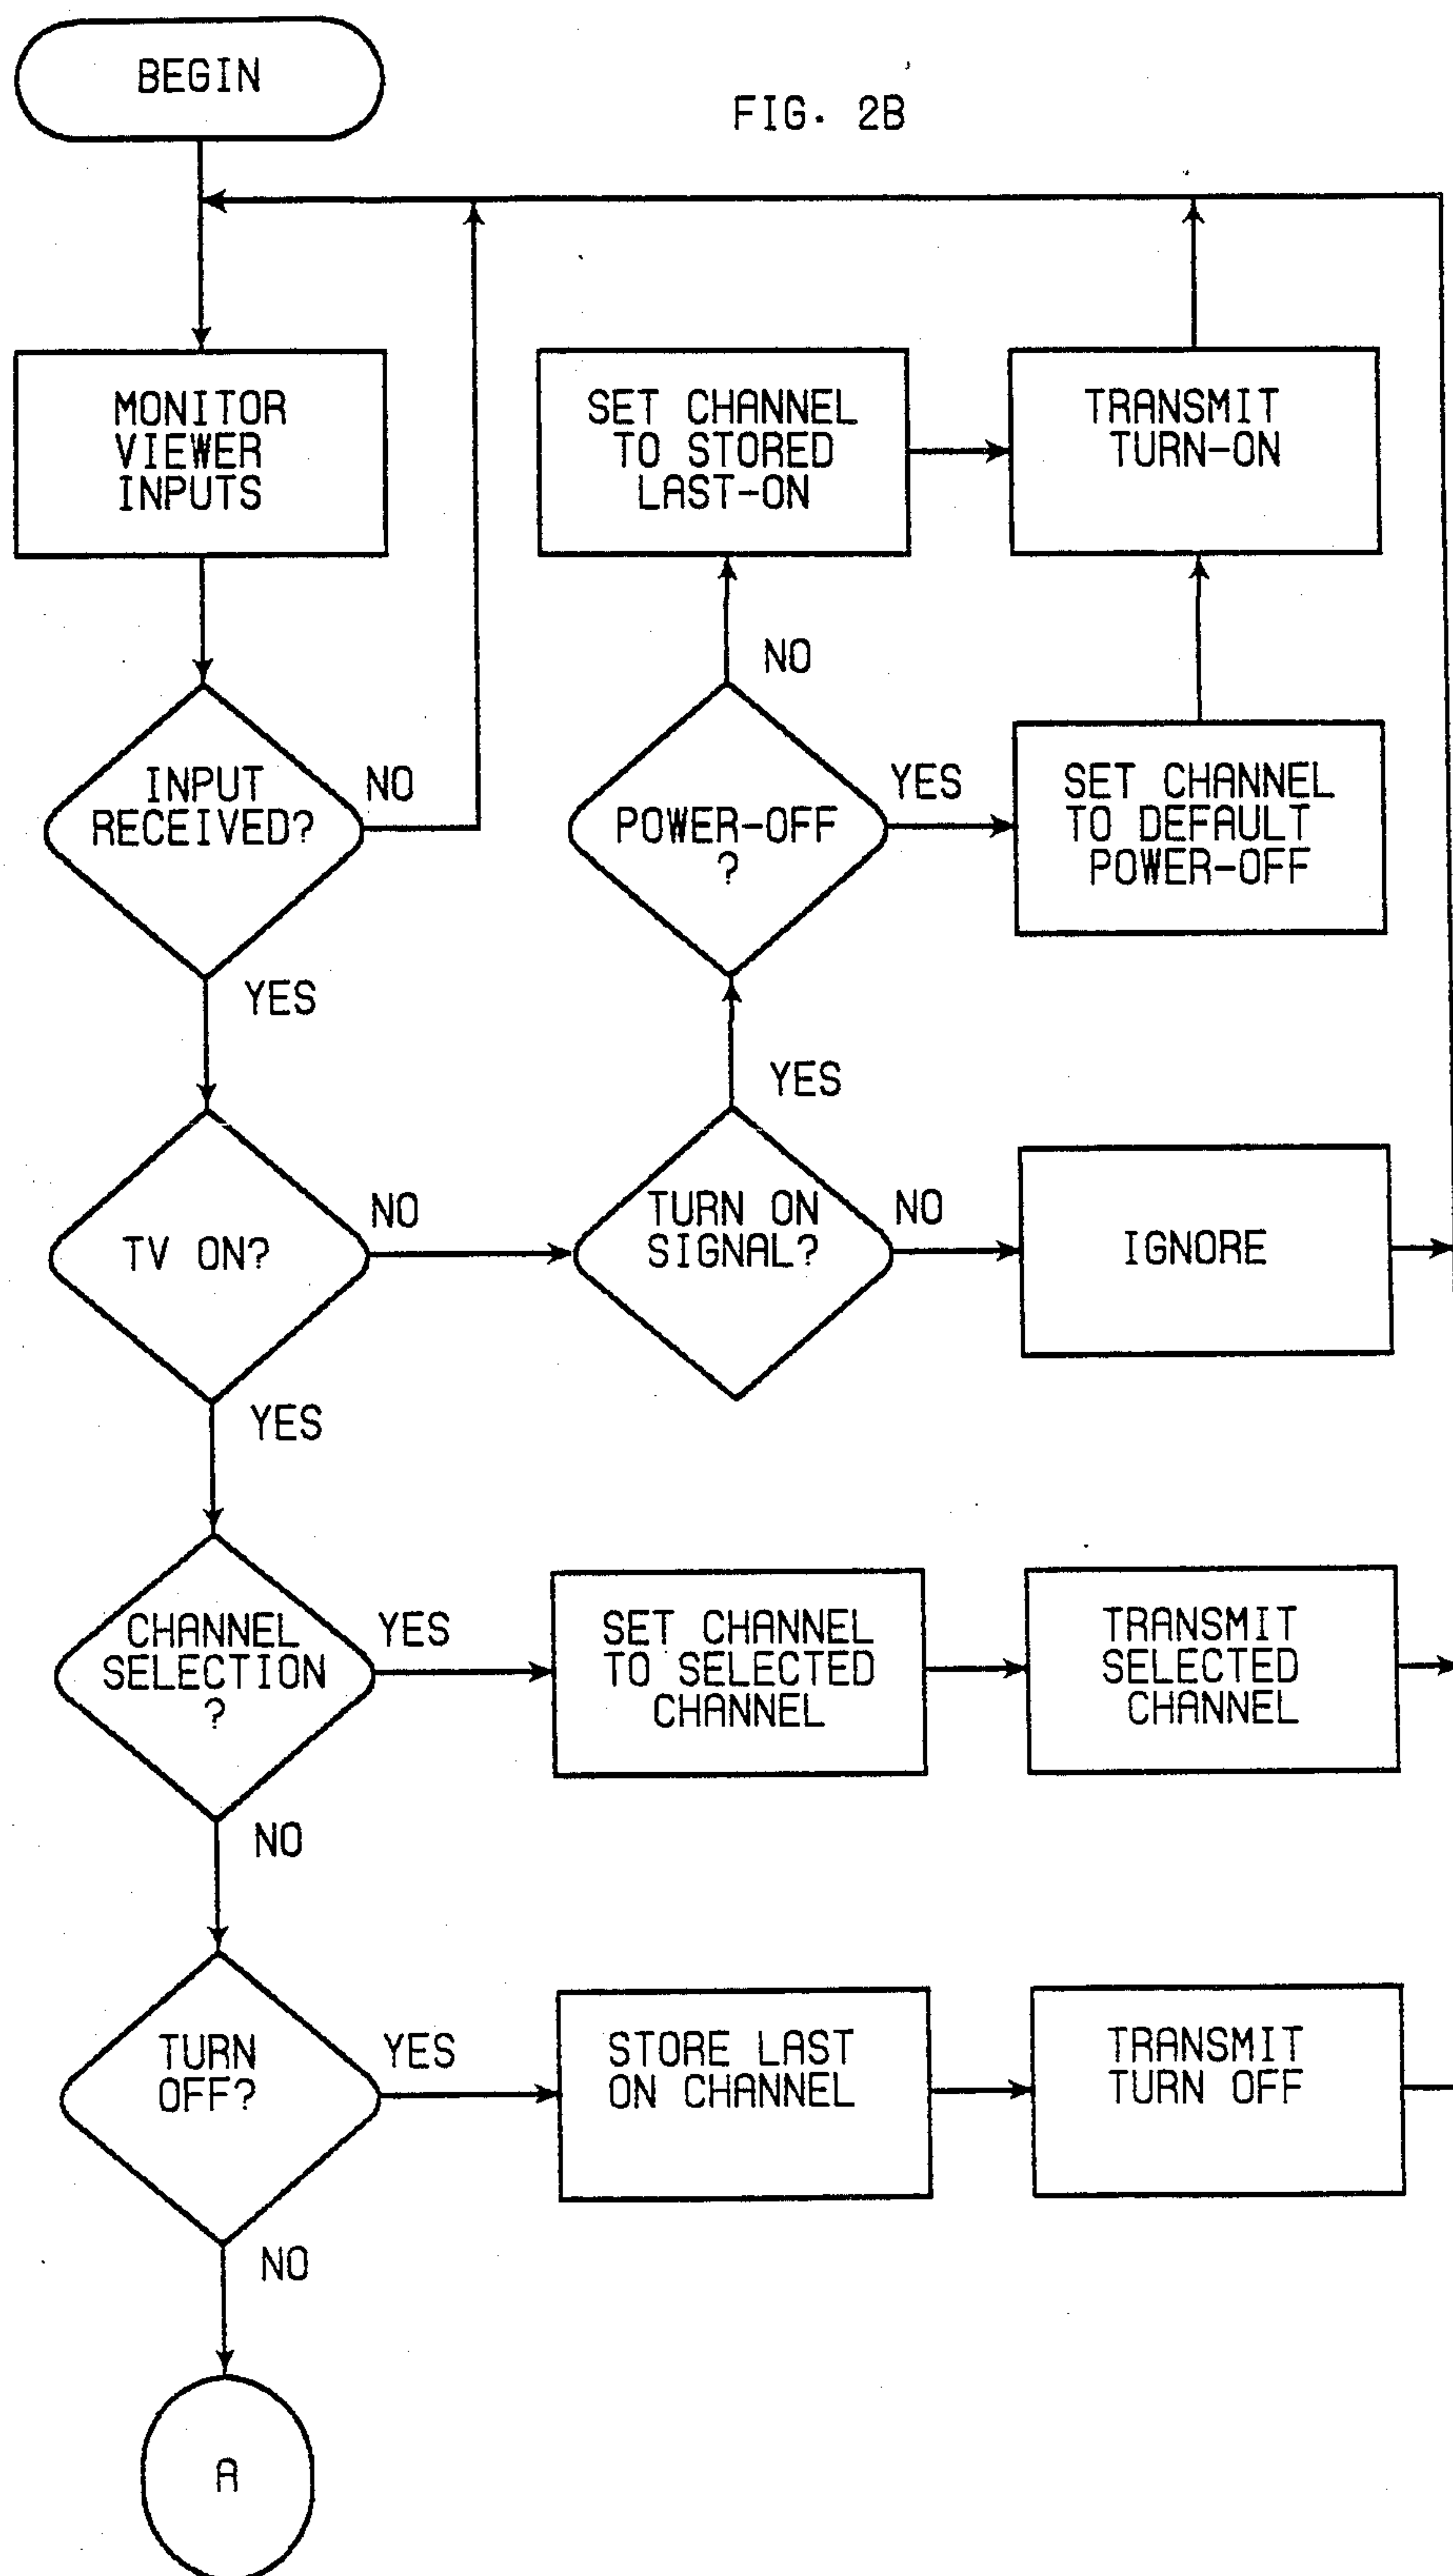 BEGIN
FIG. 2B
MONITOR
VIEWER
INPUTS
SET CHANNEL
TO STORED
LAST-ON
TRANSMIT
TURN-ON
NO
INPUT
RECEIVED?
NO
POWER-OFF
?
YES
SET CHANNEL
TO DEFAULT
POWER-OFF
YES
YES
TV ON?
NO
TURN ON
SIGNAL?
NO
IGNORE
YES
CHANNEL
SELECTION
?
YES
SET CHANNEL
TO SELECTED
CHANNEL
TRANSMIT
SELECTED
CHANNEL
NO
TURN
OFF?
YES
STORE LAST
ON CHANNEL
TRANSMIT
TURN OFF
NO
A